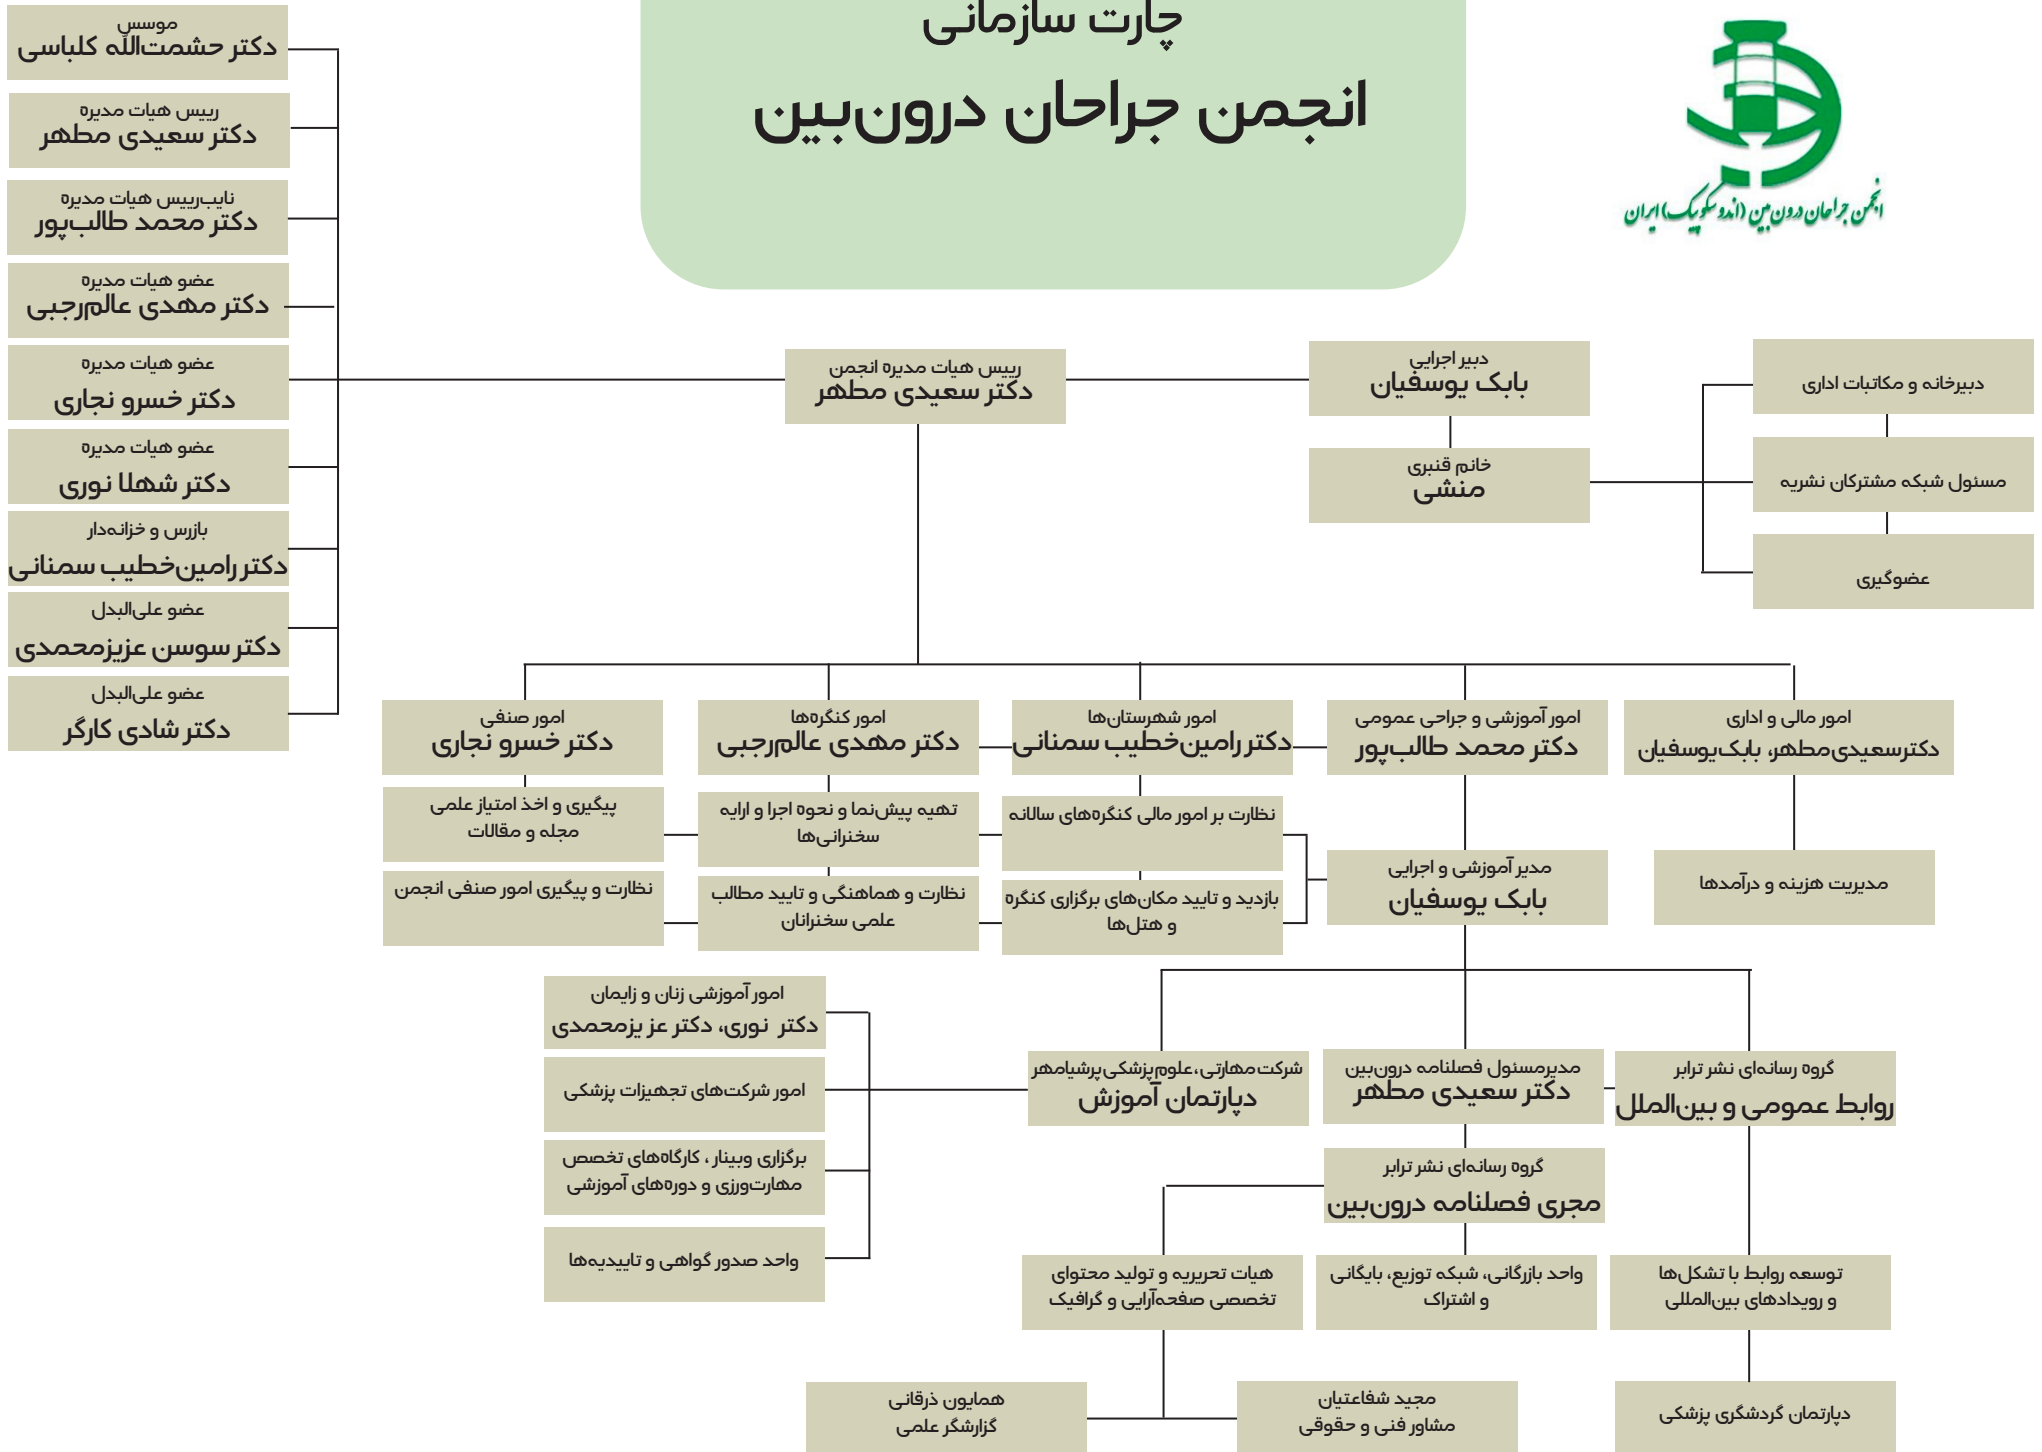 چارت سازمانی
انجمن جراحان درون‌بین
انجمن جراحان درون‌بین (اندوسکوپیک) ایران
موسس
دکتر حشمت‌الله کلباسی
رییس هیات مدیره
دکتر سعیدی مطهر
نایب‌رییس هیات مدیره
دکتر محمد طالب‌پور
عضو هیات مدیره
دکتر مهدی عالم‌رجبی
عضو هیات مدیره
دکتر خسرو نجاری
عضو هیات مدیره
دکتر شهلا نوری
بازرس و خزانه‌دار
دکتر رامین‌خطیب سمنانی
عضو علی‌البدل
دکتر سوسن عزیزمحمدی
عضو علی‌البدل
دکتر شادی کارگر
رییس هیات مدیره انجمن
دکتر سعیدی مطهر
دبیر اجرایی
بابک یوسفیان
خانم قنبری
منشی
دبیرخانه و مکاتبات اداری
مسئول شبکه مشترکان نشریه
عضوگیری
امور مالی و اداری
دکترسعیدی‌مطهر، بابک‌یوسفیان
امور آموزشی و جراحی عمومی
دکتر محمد طالب‌پور
امور شهرستان‌ها
دکتر رامین‌خطیب سمنانی
امور کنگره‌ها
دکتر مهدی عالم‌رجبی
امور صنفی
دکتر خسرو نجاری
مدیریت هزینه و درآمدها
مدیر آموزشی و اجرایی
بابک یوسفیان
نظارت بر امور مالی کنگره‌های سالانه
تهیه پیش‌نما و نحوه اجرا و ارایه
سخنرانی‌ها
پیگیری و اخذ امتیاز علمی
مجله و مقالات
بازدید و تایید مکان‌های برگزاری کنگره
و هتل‌ها
نظارت و هماهنگی و تایید مطالب
علمی سخنرانان
نظارت و پیگیری امور صنفی انجمن
گروه رسانه‌ای نشر ترابر
روابط عمومی و بین‌الملل
مدیرمسئول فصلنامه درون‌بین
دکتر سعیدی مطهر
شرکت مهارتی، علوم‌پزشکی‌پرشیامهر
دپارتمان آموزش
امور آموزشی زنان و زایمان
دکتر نوری، دکتر عز یزمحمدی
امور شرکت‌های تجهیزات پزشکی
برگزاری وبینار ، کارگاه‌های تخصص
مهارت‌ورزی و دوره‌های آموزشی
واحد صدور گواهی و تاییدیه‌ها
گروه رسانه‌ای نشر ترابر
مجری فصلنامه درون‌بین
توسعه روابط با تشکل‌ها
و رویدادهای بین‌المللی
واحد بازرگانی، شبکه توزیع، بایگانی
و اشتراک
هیات تحریریه و تولید محتوای
تخصصی صفحه‌آرایی و گرافیک
دپارتمان گردشگری پزشکی
مجید شفاعتیان
مشاور فنی و حقوقی
همایون ذرقانی
گزارشگر علمی